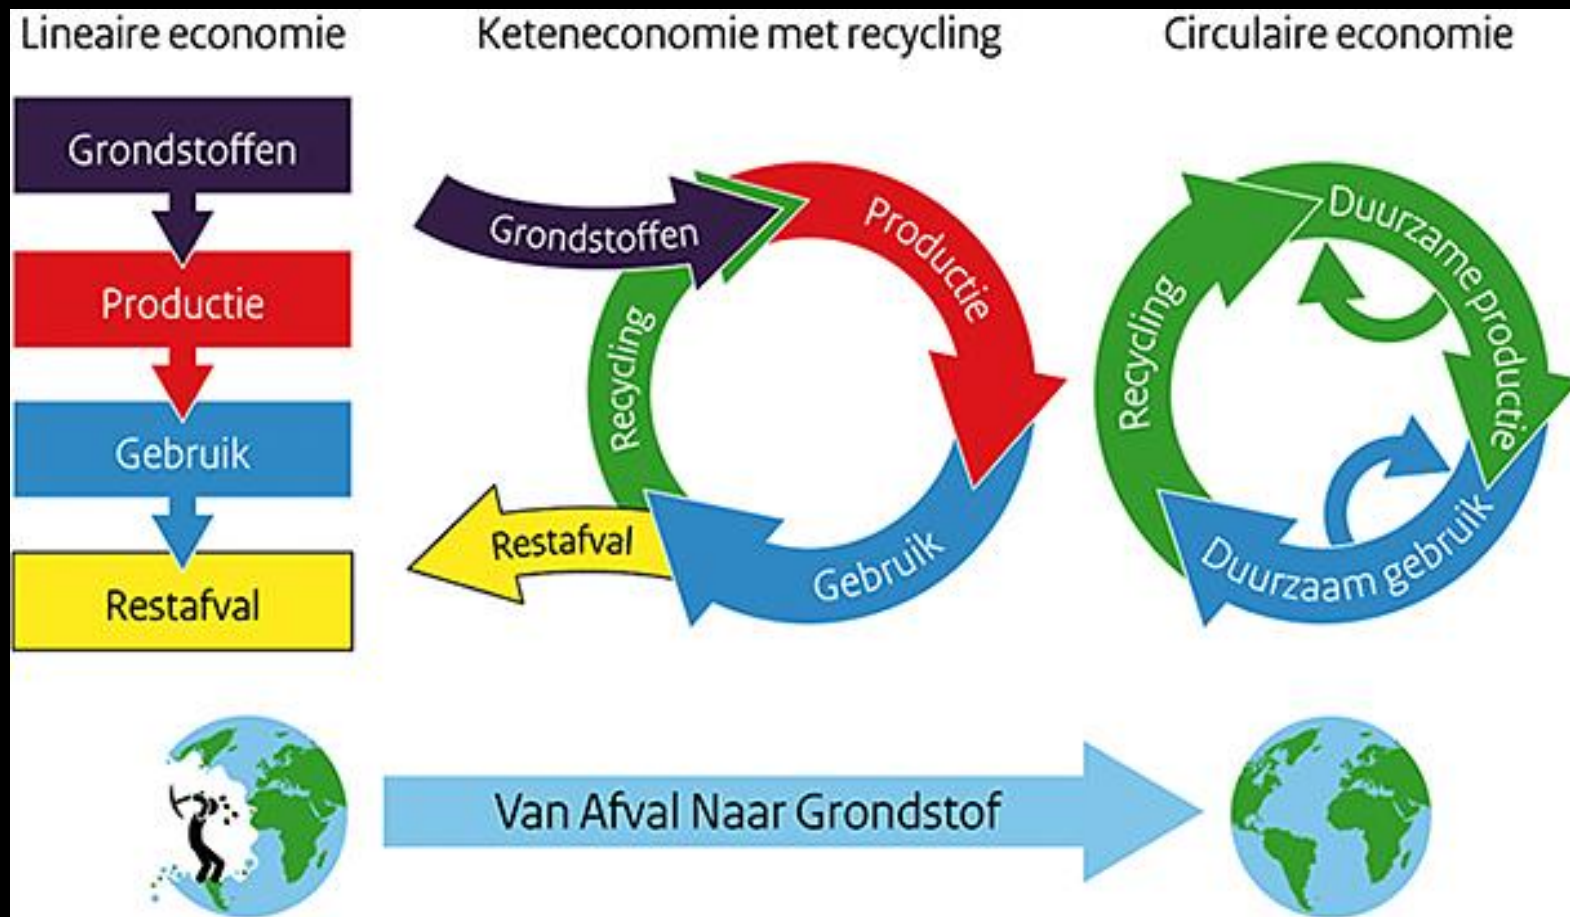 Lineaire economie
Grondstoffen
Productie
Gebruik
Restafval
Keteneconomie met recycling
Grondstoffen
Productie
Gebruik
Recycling
Restafval
Circulaire economie
Duurzame productie
Duurzaam gebruik
Recycling
Van Afval Naar Grondstof